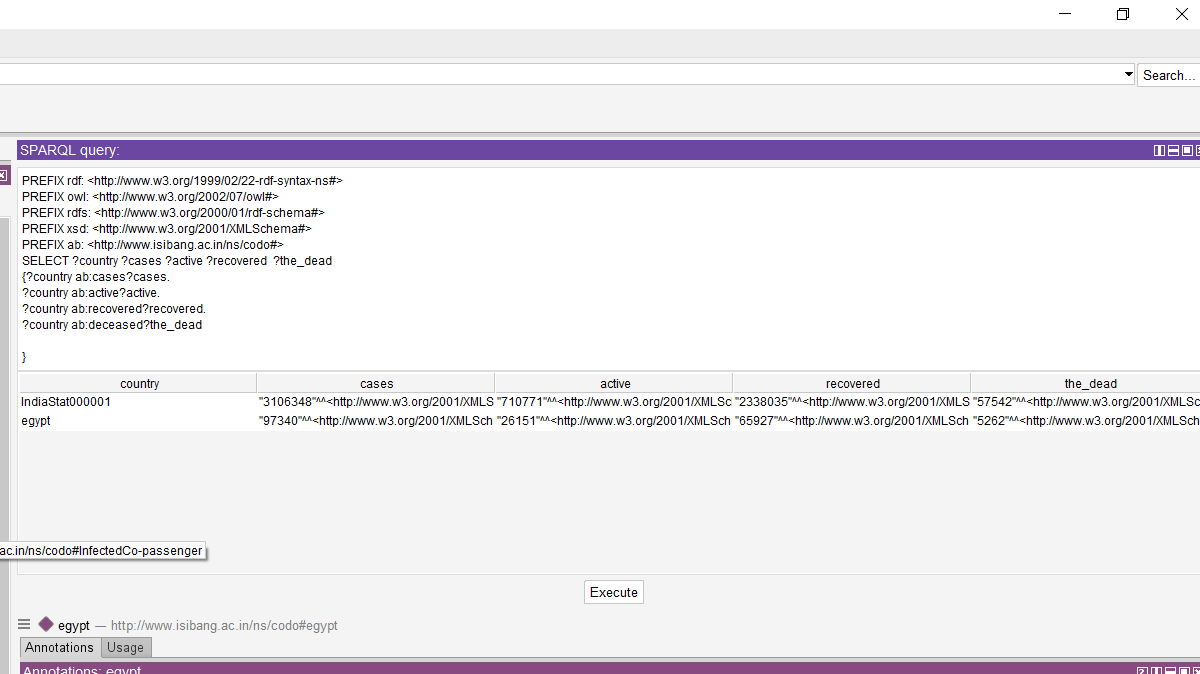 Search...
SPARQL query:
PREFIX rdf: <http://www.w3.org/1999/02/22-rdf-syntax-ns#>
PREFIX owl: <http://www.w3.org/2002/07/owl#>
PREFIX rdfs: <http://www.w3.org/2000/01/rdf-schema#>
PREFIX xsd: <http://www.w3.org/2001/XMLSchema#>
PREFIX ab: <http://www.isibang.ac.in/ns/codo#>
SELECT ?country ?cases ?active ?recovered  ?the_dead
{?country ab:cases?cases.
?country ab:active?active.
?country ab:recovered?recovered.
?country ab:deceased?the_dead
}
country cases active recovered the_dead
IndiaStat000001 "3106348"^^<http://www.w3.org/2001/XMLS "710771"^^<http://www.w3.org/2001/XMLSc "2338035"^^<http://www.w3.org/2001/XMLS "57542"^^<http://www.w3.org/2001/XMLSc
egypt "97340"^^<http://www.w3.org/2001/XMLSch "26151"^^<http://www.w3.org/2001/XMLSch "65927"^^<http://www.w3.org/2001/XMLSch "5262"^^<http://www.w3.org/2001/XMLSch
ac.in/ns/codo#InfectedCo-passenger
Execute
egypt — http://www.isibang.ac.in/ns/codo#egypt
Annotations Usage
Annotations: egypt